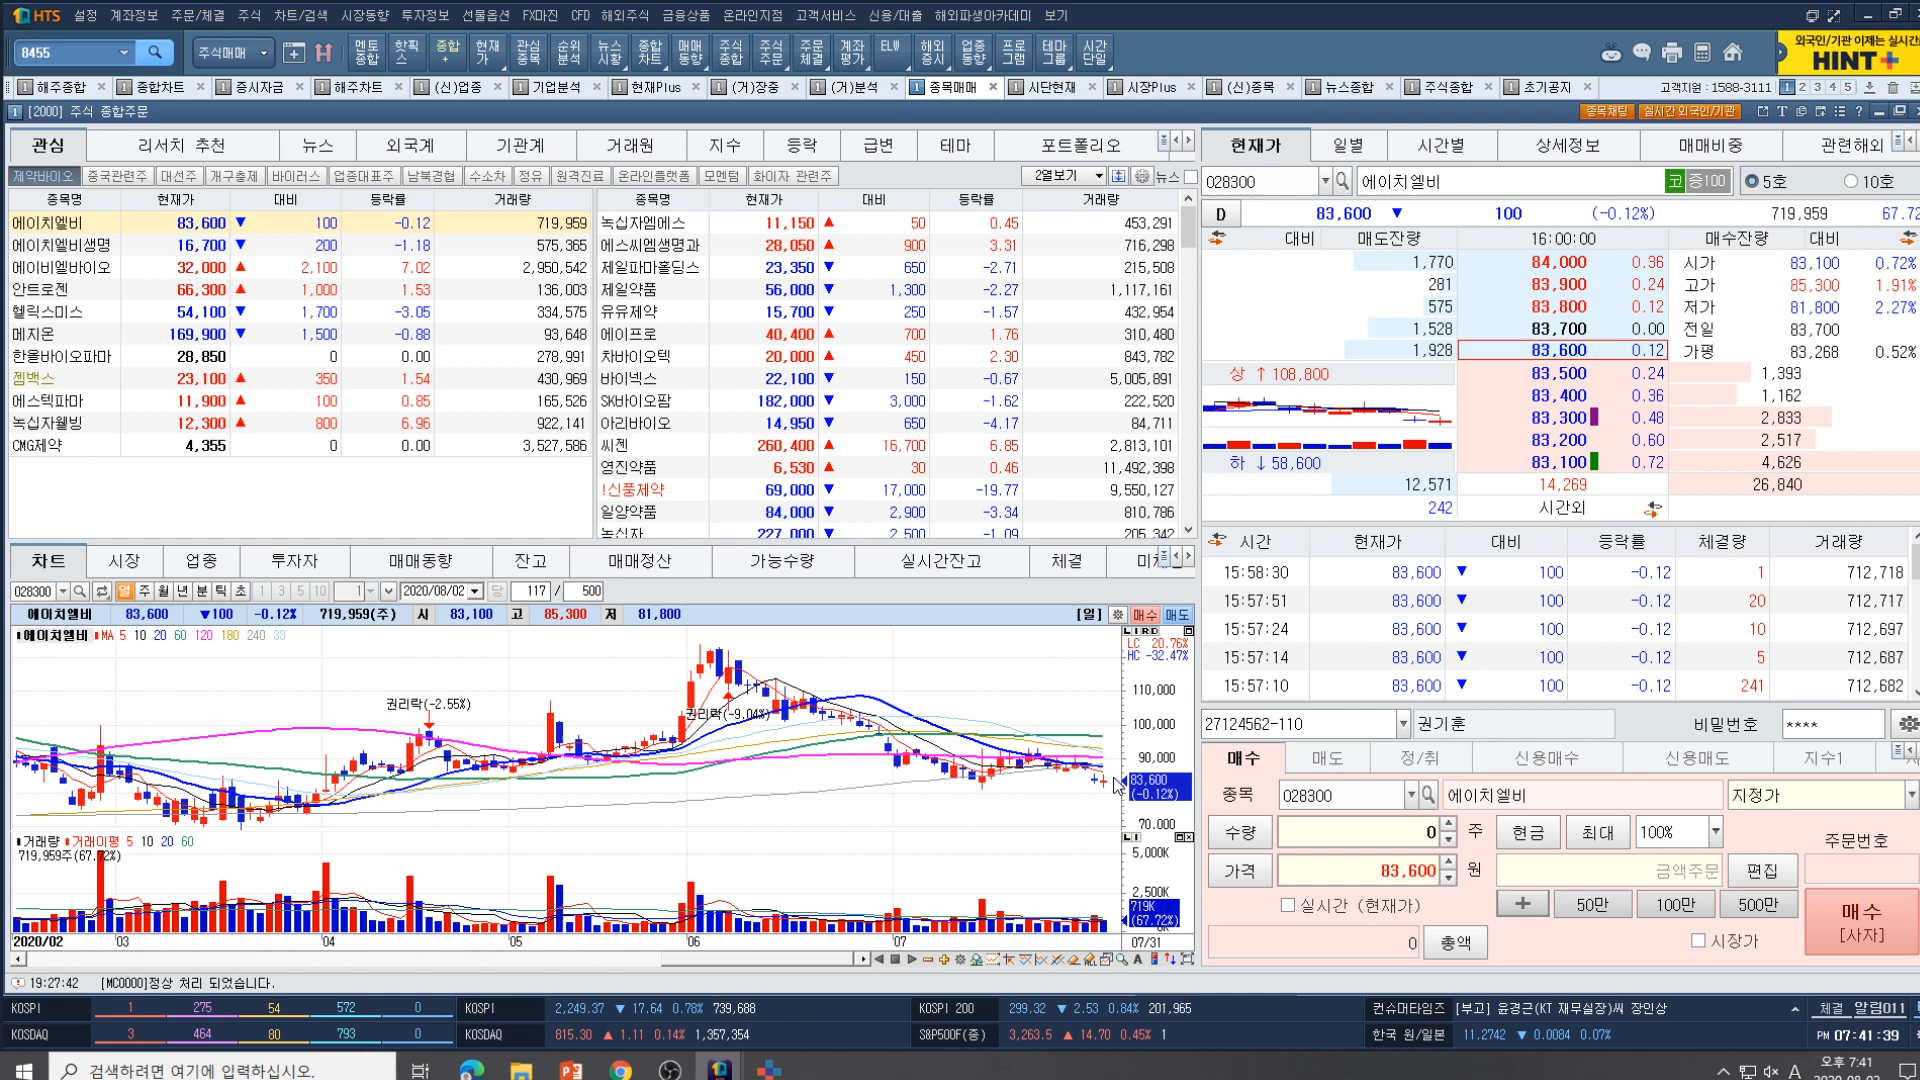 HTS 설정 계좌정보 주문/체결 주식 차트/검색 시장동향 투자정보 선물옵션 FX마진 CFD 해외주식 금융상품 온라인지점 고객서비스 신용/대출 해외파생아카데미 보기
8455 주식매매 멘토종합 핫픽스 종합+ 현재가 관심종목 순위분석 뉴스시황 종합차트 매매동향 주식종합 주식주문 주문체결 계좌평가 ELW 해외증시 업종동향 프로그램 테마그룹 시간단일
외국인/기관 이제는 실시간
HINT+
1 해주종합 1 종합차트 1 증시자금 1 해주차트 1 (신)업종 1 기업분석 1 현재Plus 1 (거)장중 1 (거)분석 1 종목매매 1 시단현재 1 시장Plus 1 (신)종목 1 뉴스종합 1 주식종합 1 초기공지 고객지원 : 1588-3111 1 2 3 4 5
1 [2000] 주식 종합주문 종목채팅 실시간 외국인/기관
관심 리서치 추천 뉴스 외국계 기관계 거래원 지수 등락 급변 테마 포트폴리오
제약바이오 중국관련주 대선주 개구충제 바이러스 업종대표주 남북경협 수소차 정유 원격진료 온라인플랫폼 모멘텀 화이자 관련주 2열보기 뉴스
종목명 현재가 대비 등락률 거래량 종목명 현재가 대비 등락률 거래량
에이치엘비 83,600 ▼ 100 -0.12 719,959 녹십자엠에스 11,150 ▲ 50 0.45 453,291
에이치엘비생명 16,700 ▼ 200 -1.18 575,365 에스씨엠생명과 28,050 ▲ 900 3.31 716,298
에이비엘바이오 32,000 ▲ 2,100 7.02 2,950,542 제일파마홀딩스 23,350 ▼ 650 -2.71 215,508
안트로젠 66,300 ▲ 1,000 1.53 136,003 제일약품 56,000 ▼ 1,300 -2.27 1,117,161
헬릭스미스 54,100 ▼ 1,700 -3.05 334,575 유유제약 15,700 ▼ 250 -1.57 432,954
메지온 169,900 ▼ 1,500 -0.88 93,648 에이프로 40,400 ▲ 700 1.76 310,480
한올바이오파마 28,850 0 0.00 278,991 차바이오텍 20,000 ▲ 450 2.30 843,782
젬백스 23,100 ▲ 350 1.54 430,969 바이넥스 22,100 ▼ 150 -0.67 5,005,891
에스텍파마 11,900 ▲ 100 0.85 165,526 SK바이오팜 182,000 ▼ 3,000 -1.62 222,520
녹십자웰빙 12,300 ▲ 800 6.96 922,141 아리바이오 14,950 ▼ 650 -4.17 84,711
CMG제약 4,355 0 0.00 3,527,586 씨젠 260,400 ▲ 16,700 6.85 2,813,101
영진약품 6,530 ▲ 30 0.46 11,492,398
!신풍제약 69,000 ▼ 17,000 -19.77 9,550,127
일양약품 84,000 ▼ 2,900 -3.34 810,786
녹십자 227,000 ▼ 2,500 -1.09 205,342
현재가 일별 시간별 상세정보 매매비중 관련해외
028300 에이치엘비 코 증100 5호 10호
D 83,600 ▼ 100 (-0.12%) 719,959 67.72
대비 매도잔량 16:00:00 매수잔량 대비
1,770 84,000 0.36 시가 83,100 0.72%
281 83,900 0.24 고가 85,300 1.91%
575 83,800 0.12 저가 81,800 2.27%
1,528 83,700 0.00 전일 83,700
1,928 83,600 0.12 가평 83,268 0.52%
상 ↑ 108,800 83,500 0.24 1,393
83,400 0.36 1,162
83,300 0.48 2,833
83,200 0.60 2,517
하 ↓ 58,600 83,100 0.72 4,626
12,571 14,269 26,840
242 시간외
시간 현재가 대비 등락률 체결량 거래량
15:58:30 83,600 ▼ 100 -0.12 1 712,718
15:57:51 83,600 ▼ 100 -0.12 20 712,717
15:57:24 83,600 ▼ 100 -0.12 10 712,697
15:57:14 83,600 ▼ 100 -0.12 5 712,687
15:57:10 83,600 ▼ 100 -0.12 241 712,682
차트 시장 업종 투자자 매매동향 잔고 매매정산 가능수량 실시간잔고 체결 미체
028300 일 주 월 년 분 틱 초 1 3 5 10 1 2020/08/02 당 117 / 500
에이치엘비 83,600 ▼100 -0.12% 719,959(주) 시 83,100 고 85,300 저 81,800 [일] 매수 매도
에이치엘비 MA 5 10 20 60 120 180 240 33
LC 20.76%
HC -32.47%
권리락(-2.55%)
권리락(-9.04%)
110,000
100,000
90,000
83,600
(-0.12%)
70,000
거래량 거래이평 5 10 20 60
719,959주(67.72%)
5,000K
2,500K
719K
(67.72%)
2020/02 '03 '04 '05 '06 '07 07/31
27124562-110 권기훈 비밀번호 ****
매수 매도 정/취 신용매수 신용매도 지수1
종목 028300 에이치엘비 지정가
수량 0 주 현금 최대 100% 주문번호
가격 83,600 원 금액주문 편집
실시간 (현재가) + 50만 100만 500만
매수
[사자]
0 총액 시장가
19:27:42 [MC0000]정상 처리 되었습니다.
KOSPI 1 275 54 572 0 KOSPI 2,249.37 ▼ 17.64 0.78% 739,688 KOSPI 200 299.32 ▼ 2.53 0.84% 201,965 컨슈머타임즈 [부고] 윤경근(KT 재무실장)씨 장인상 체결 알림011
KOSDAQ 3 464 80 793 0 KOSDAQ 815.30 ▲ 1.11 0.14% 1,357,354 S&P500F(종) 3,263.5 ▲ 14.70 0.45% 1 한국 원/일본 11.2742 ▼ 0.0084 0.07% PM 07:41:39
검색하려면 여기에 입력하십시오. A 오후 7:41